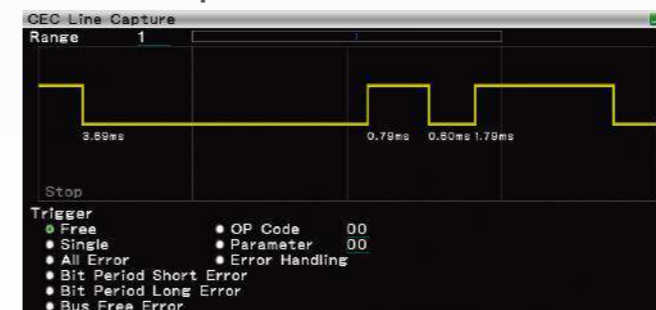 CEC Line Capture
Range 1
3.69ms 0.79ms 0.60ms 1.79ms
Stop
Trigger
Free OP Code 00
Single Parameter 00
All Error Error Handling
Bit Period Short Error
Bit Period Long Error
Bus Free Error